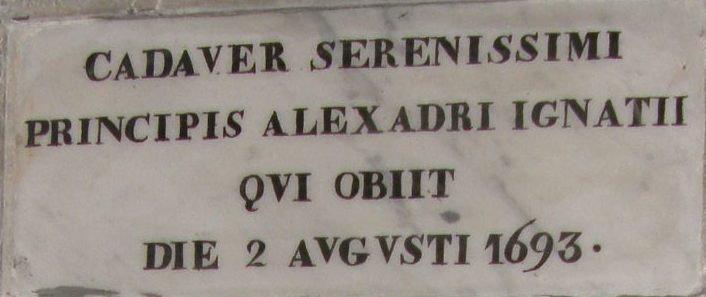 CADAVER SERENISSIMI
PRINCIPIS ALEXADRI IGNATII
QVI OBIIT
DIE 2 AVGVSTI 1693.